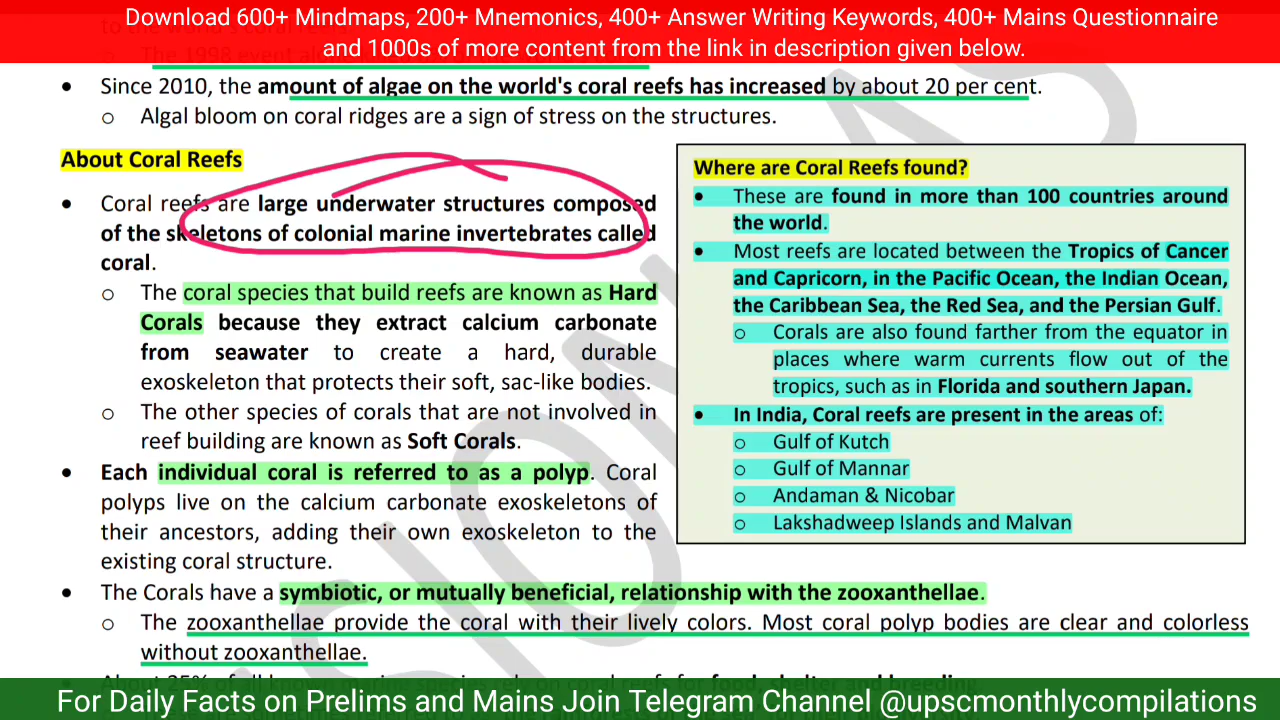 Download 600+ Mindmaps, 200+ Mnemonics, 400+ Answer Writing Keywords, 400+ Mains Questionnaire
and 1000s of more content from the link in description given below.
• Since 2010, the amount of algae on the world's coral reefs has increased by about 20 per cent.
o Algal bloom on coral ridges are a sign of stress on the structures.
About Coral Reefs
• Coral reefs are large underwater structures composed
of the skeletons of colonial marine invertebrates called
coral.
o The coral species that build reefs are known as Hard
Corals because they extract calcium carbonate
from seawater to create a hard, durable
exoskeleton that protects their soft, sac-like bodies.
o The other species of corals that are not involved in
reef building are known as Soft Corals.
• Each individual coral is referred to as a polyp. Coral
polyps live on the calcium carbonate exoskeletons of
their ancestors, adding their own exoskeleton to the
existing coral structure.
Where are Coral Reefs found?
• These are found in more than 100 countries around
the world.
• Most reefs are located between the Tropics of Cancer
and Capricorn, in the Pacific Ocean, the Indian Ocean,
the Caribbean Sea, the Red Sea, and the Persian Gulf.
o Corals are also found farther from the equator in
places where warm currents flow out of the
tropics, such as in Florida and southern Japan.
• In India, Coral reefs are present in the areas of:
o Gulf of Kutch
o Gulf of Mannar
o Andaman & Nicobar
o Lakshadweep Islands and Malvan
• The Corals have a symbiotic, or mutually beneficial, relationship with the zooxanthellae.
o The zooxanthellae provide the coral with their lively colors. Most coral polyp bodies are clear and colorless
without zooxanthellae.
For Daily Facts on Prelims and Mains Join Telegram Channel @upscmonthlycompilations